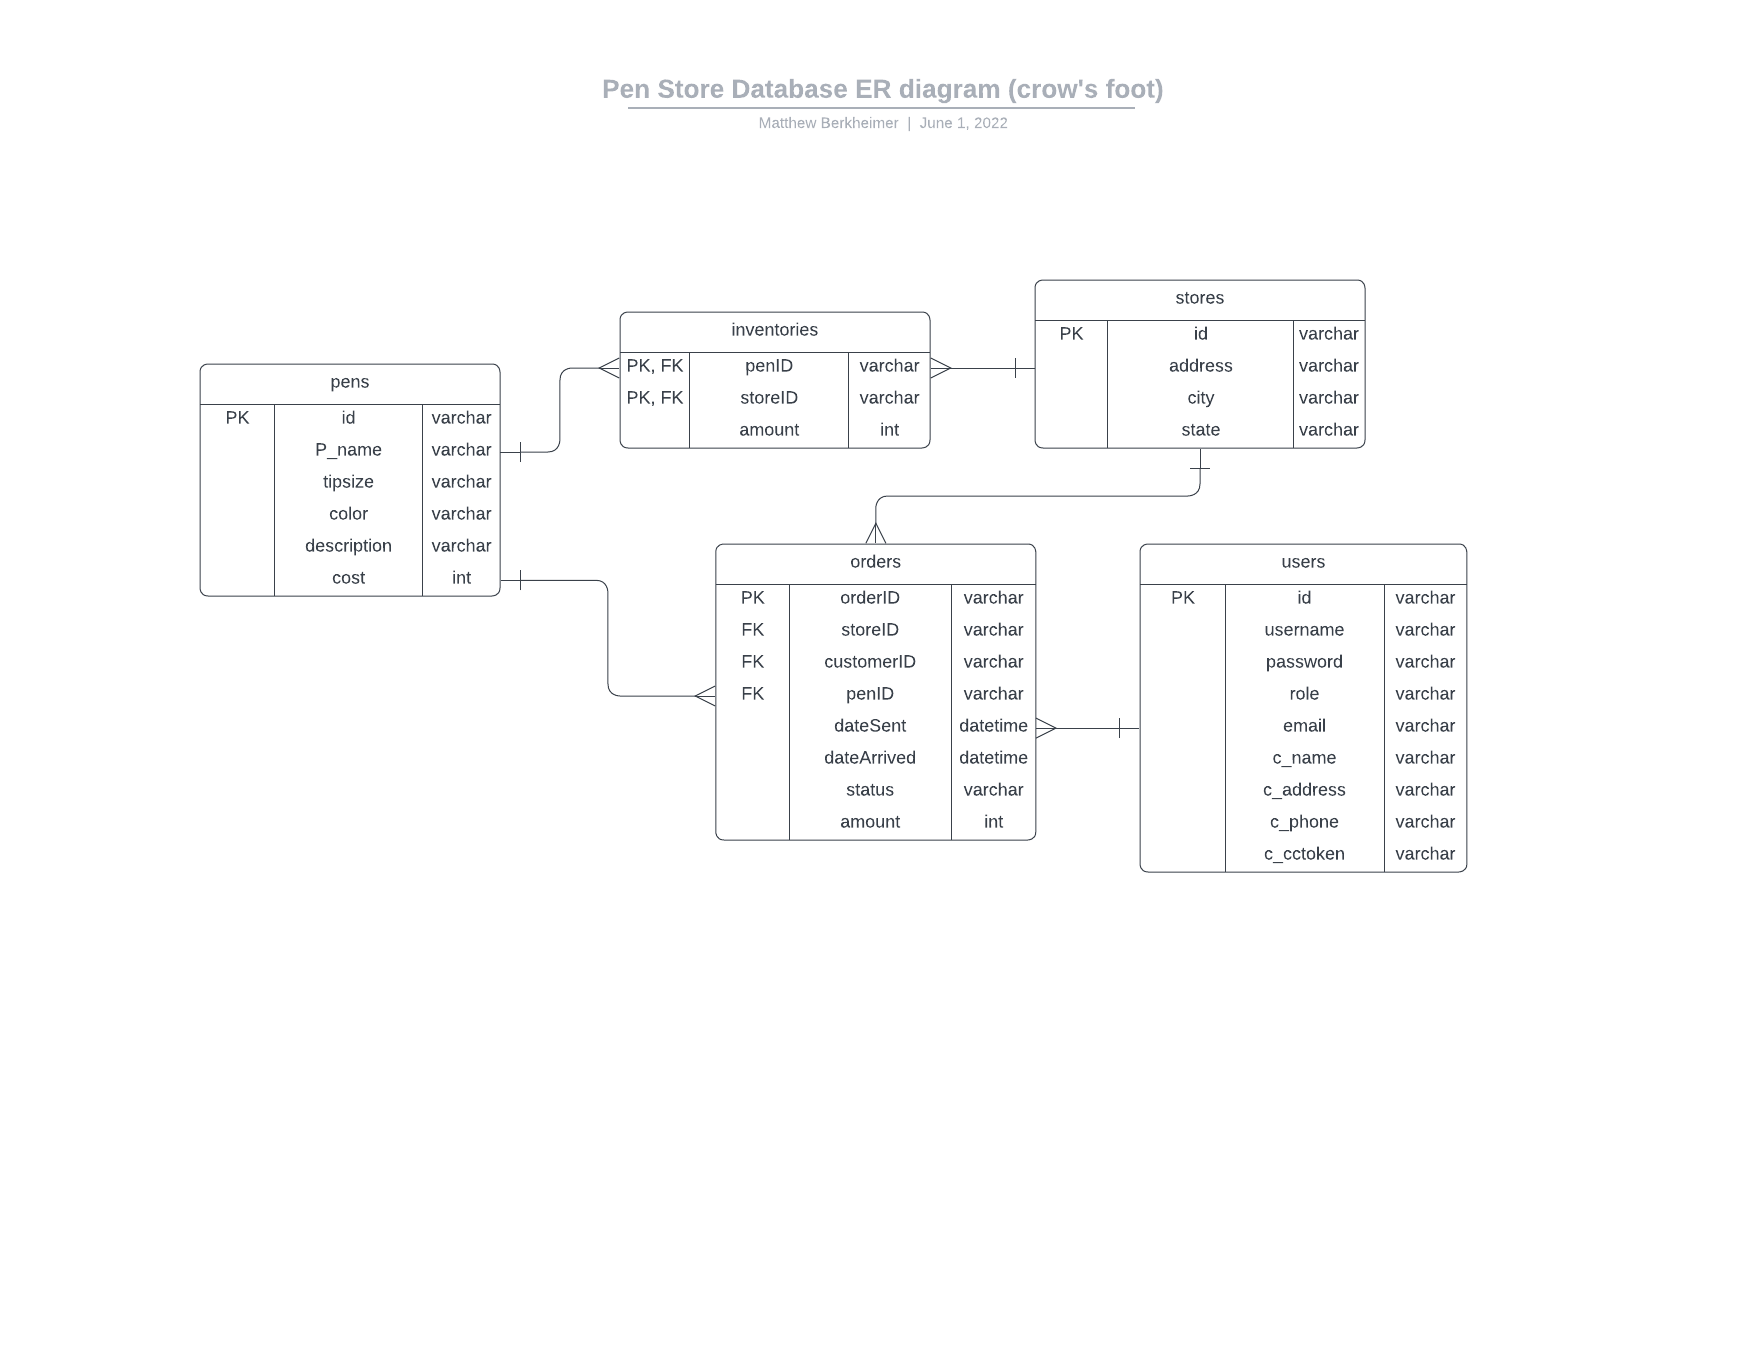 Pen Store Database ER diagram (crow's foot)
Matthew Berkheimer | June 1, 2022
stores
PK id varchar
address varchar
city varchar
state varchar
inventories
PK, FK penID varchar
PK, FK storeID varchar
amount int
pens
PK id varchar
P_name varchar
tipsize varchar
color varchar
description varchar
cost int
orders
PK orderID varchar
FK storeID varchar
FK customerID varchar
FK penID varchar
dateSent datetime
dateArrived datetime
status varchar
amount int
users
PK id varchar
username varchar
password varchar
role varchar
email varchar
c_name varchar
c_address varchar
c_phone varchar
c_cctoken varchar